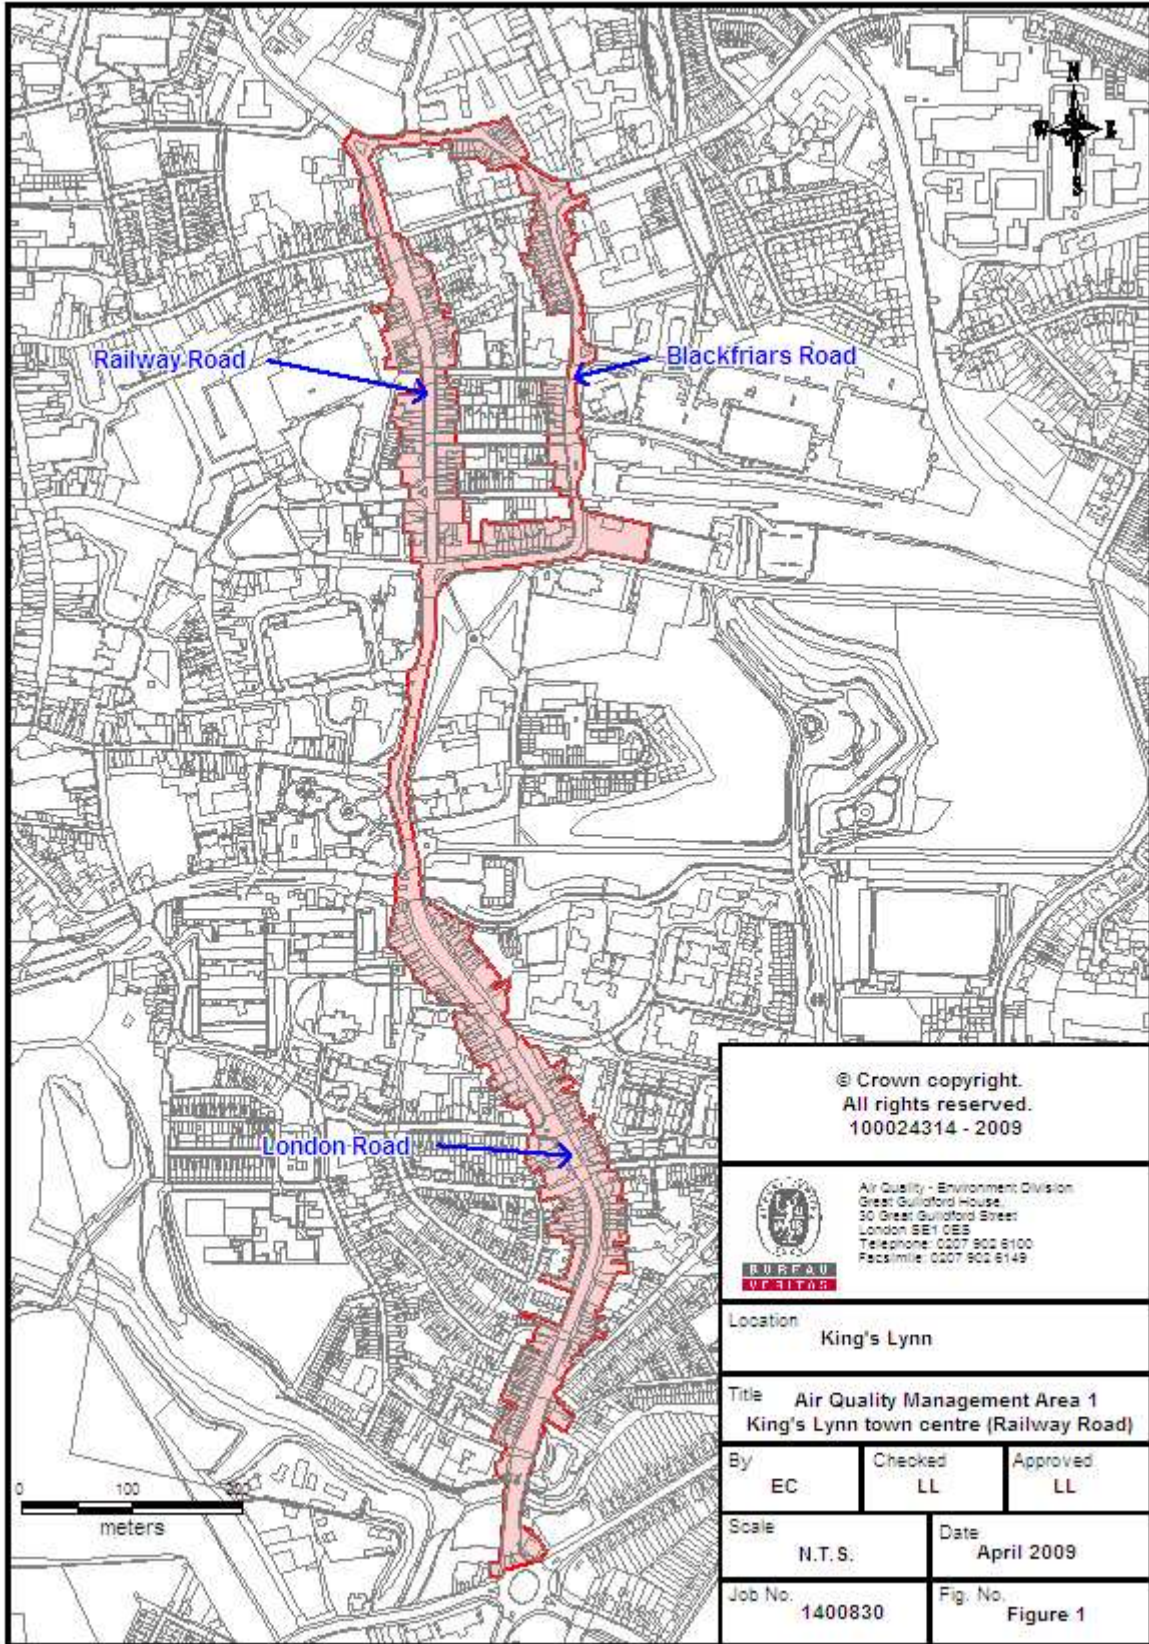 N
W E
S
Railway Road
Blackfriars Road
London Road
0 100 200
meters
© Crown copyright.
All rights reserved.
100024314 - 2009
BUREAU
VERITAS
Air Quality - Environment Division
Great Guildford House,
30 Great Guildford Street
London SE1 0ES
Telephone: 0207 902 6100
Facsimile: 0207 902 6149
Location
King's Lynn
Title Air Quality Management Area 1
King's Lynn town centre (Railway Road)
By Checked Approved
EC LL LL
Scale
N.T.S.
Date
April 2009
Job No.
1400830
Fig. No.
Figure 1